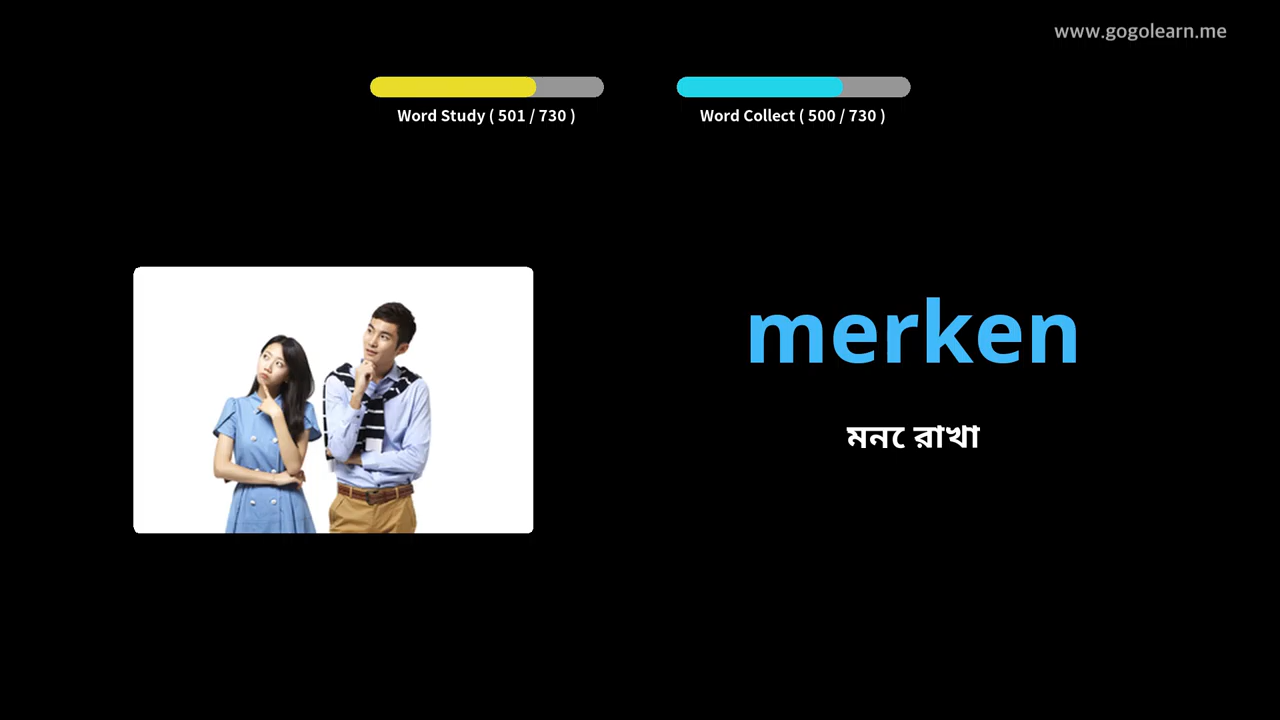 www.gogolearn.me
Word Study ( 501 / 730 )
Word Collect ( 500 / 730 )
merken
মনে রাখা